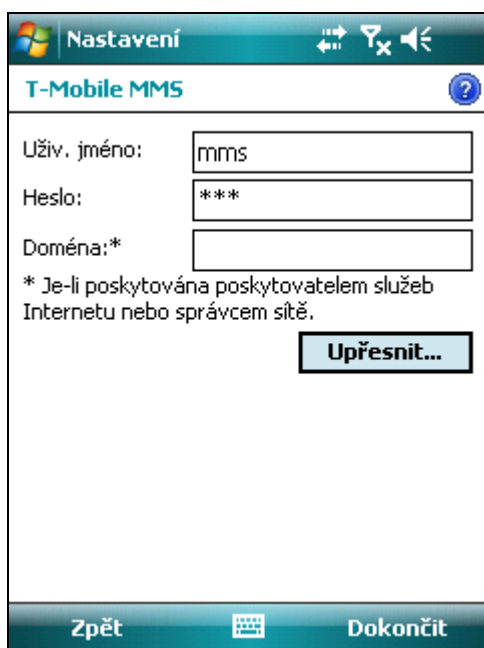 Nastavení
T-Mobile MMS
Uživ. jméno: mms
Heslo: ***
Doména:*
* Je-li poskytována poskytovatelem služeb
Internetu nebo správcem sítě.
Upřesnit...
Zpět Dokončit